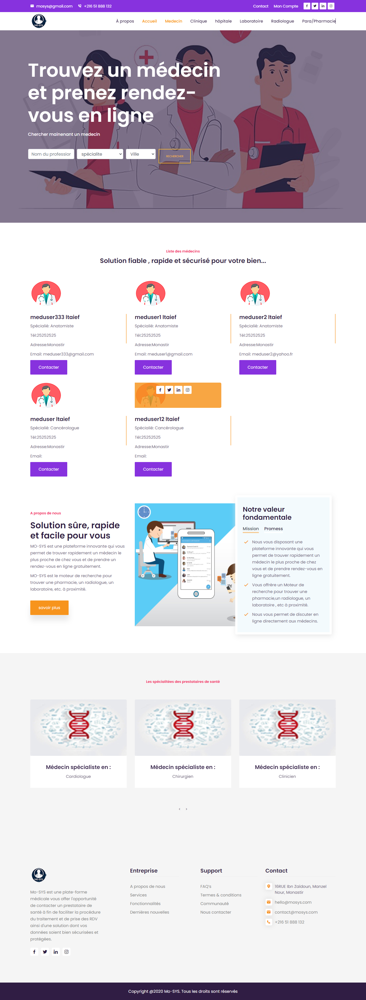 mosys@gmail.com +216 51 888 132 Contact Mon Compte
MO-SYS À propos Accueil Medecin Clinique hôpitale Laboratoire Radiologue Para/Pharmacie
Trouvez un médecin
et prenez rendez-
vous en ligne
Chercher mainenant un medecin
Nom du profession spécialite Ville RECHERCHER
Liste des médecins
Solution fiable , rapide et sécurisé pour votre bien...
meduser333 ltaief
Spécialié: Anatomiste
Tél:25252525
Adresse:Monastir
Email: meduser333@gmail.com
Contacter
meduser1 ltaief
Spécialié: Anatomiste
Tél:25252525
Adresse:Monastir
Email: meduser1@gmail.com
Contacter
meduser2 ltaief
Spécialié: Anatomiste
Tél:25252525
Adresse:Monastir
Email: meduser2@yahoo.fr
Contacter
meduser ltaief
Spécialié: Cancérologue
Tél:25252525
Adresse:Monastir
Email:
Contacter
meduser12 ltaief
Spécialié: Cancérologue
Tél:25252525
Adresse:Monastir
Email:
Contacter
A propos de nous
Solution sûre, rapide
et facile pour vous
MO-SYS est une plateforme innovante qui vous
permet de trouver rapidement un médecin le
plus proche de chez vous et de prendre un
rendez-vous en ligne gratuitement.
MO-SYS est le moteur de recherche pour
trouver une pharmacie, un radiologue, un
laboratoire, etc. à proximité.
savoir plus
Notre valeur
fondamentale
Mission Promess
Nous vous disposant une
plateforme innovante qui vous
permet de trouver rapidement un
médecin le plus proche de chez
vous et de prendre rendez-vous en
ligne gratuitement.
Vous offrère un Moteur de
recherche pour trouver une
pharmacie,un radiologue, un
laboratoire , etc à proximité.
Nous vous permet de discuter en
ligne directement aux médecins.
Les spécialitées des prestataires de santé
Médecin spécialiste en :
Cardiologue
Médecin spécialiste en :
Chirurgien
Médecin spécialiste en :
Clinicien
‹ ›
MO-SYS
Mo-SYS est une plate-forme
médicale vous offer l'opportunité
de contacter un prestataire de
santé à fin de faciliter la procédure
du traitement et de prise des RDV
ainsi d'une solution dont vos
données soient bien sécurisées et
protégées.
Entreprise
A propos de nous
Services
Fonctionnalités
Dernières nouvelles
Support
FAQ's
Termes & conditions
Communauté
Nous contacter
Contact
16RUE Ibn Zaïdoun, Manzel
Nour, Monastir
hello@mosys.com
contact@mosys.com
+216 51 888 132
Copyright @2020 Mo-SYS. Tous les droits sont réservés